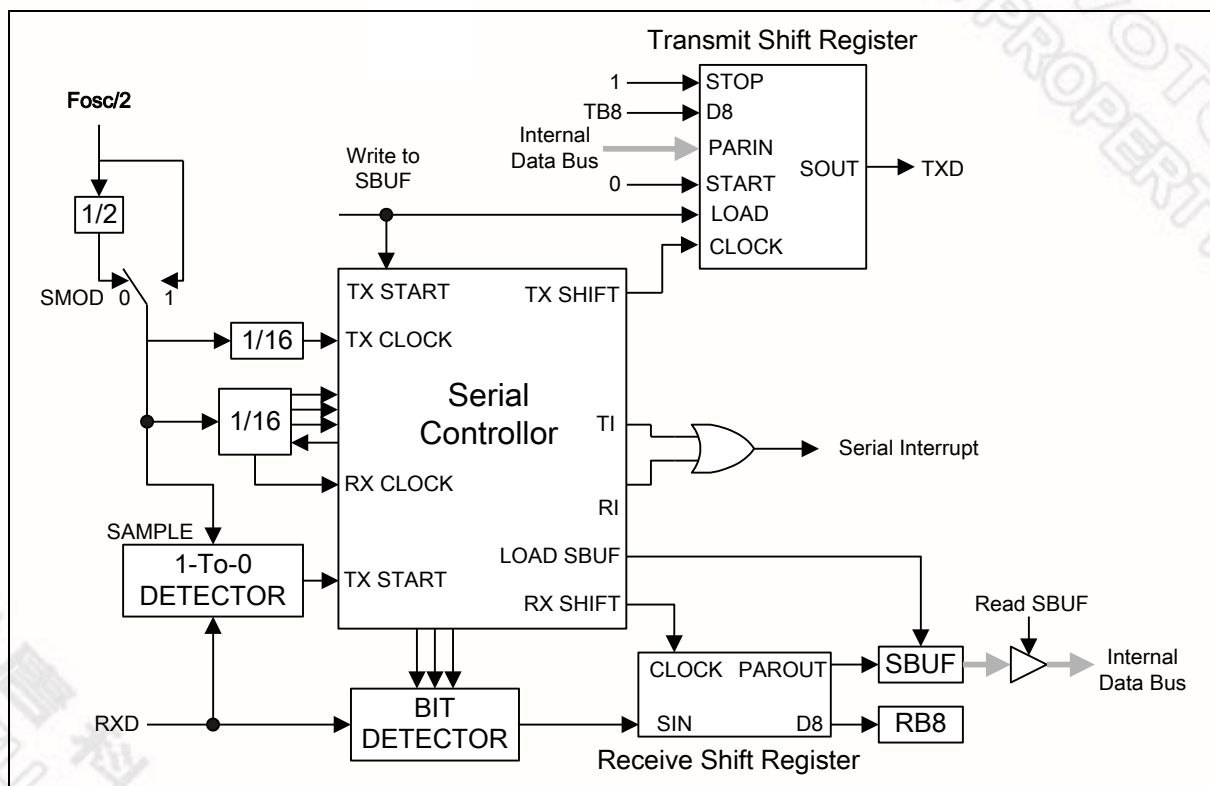 Transmit Shift Register
Fosc/2
1
STOP
TB8
D8
Internal
Data Bus
PARIN
SOUT
TXD
0
START
LOAD
CLOCK
Write to
SBUF
1/2
SMOD 0 1
TX START
TX SHIFT
1/16
TX CLOCK
Serial
Controllor
1/16
TI
Serial Interrupt
RX CLOCK
RI
SAMPLE
1-To-0
DETECTOR
TX START
LOAD SBUF
RX SHIFT
Read SBUF
CLOCK
PAROUT
SBUF
Internal
Data Bus
RXD
BIT
DETECTOR
SIN
D8
RB8
Receive Shift Register
VOTO
PROPERT
科